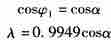 cosφ₁ = cosα
λ = 0.9949cosα